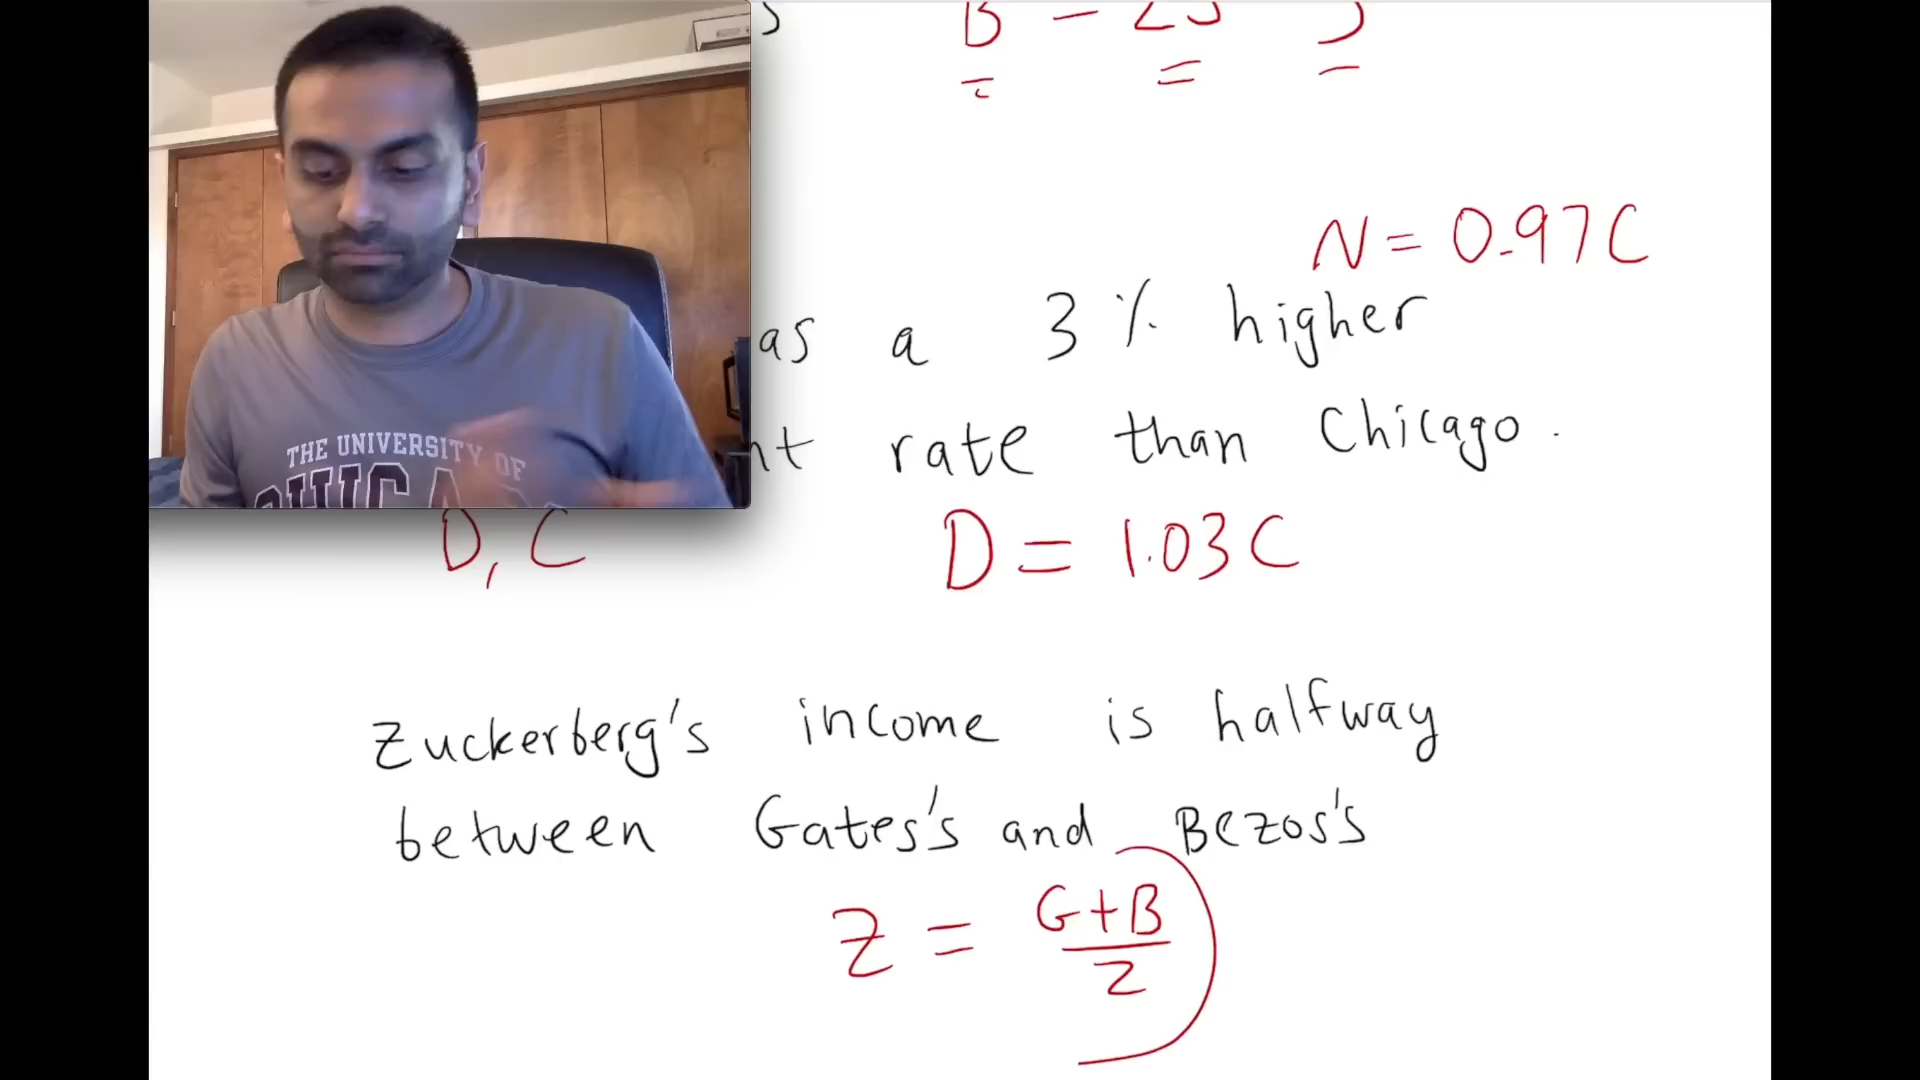 N = 0.97C
as a 3% higher
nt rate than Chicago.
THE UNIVERSITY OF
CHICA
D, C D = 1.03C
Zuckerberg's income is halfway
between Gates's and Bezos's
Z = G+B
2